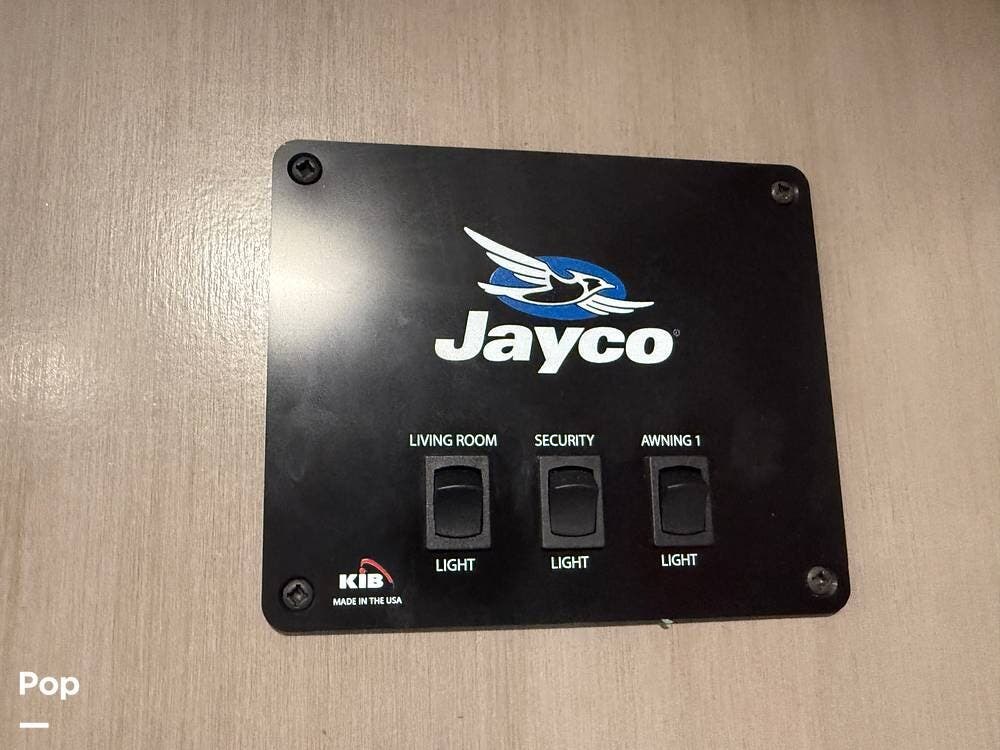 Jayco®
LIVING ROOM SECURITY AWNING 1
LIGHT LIGHT LIGHT
KIB
MADE IN THE USA
Pop